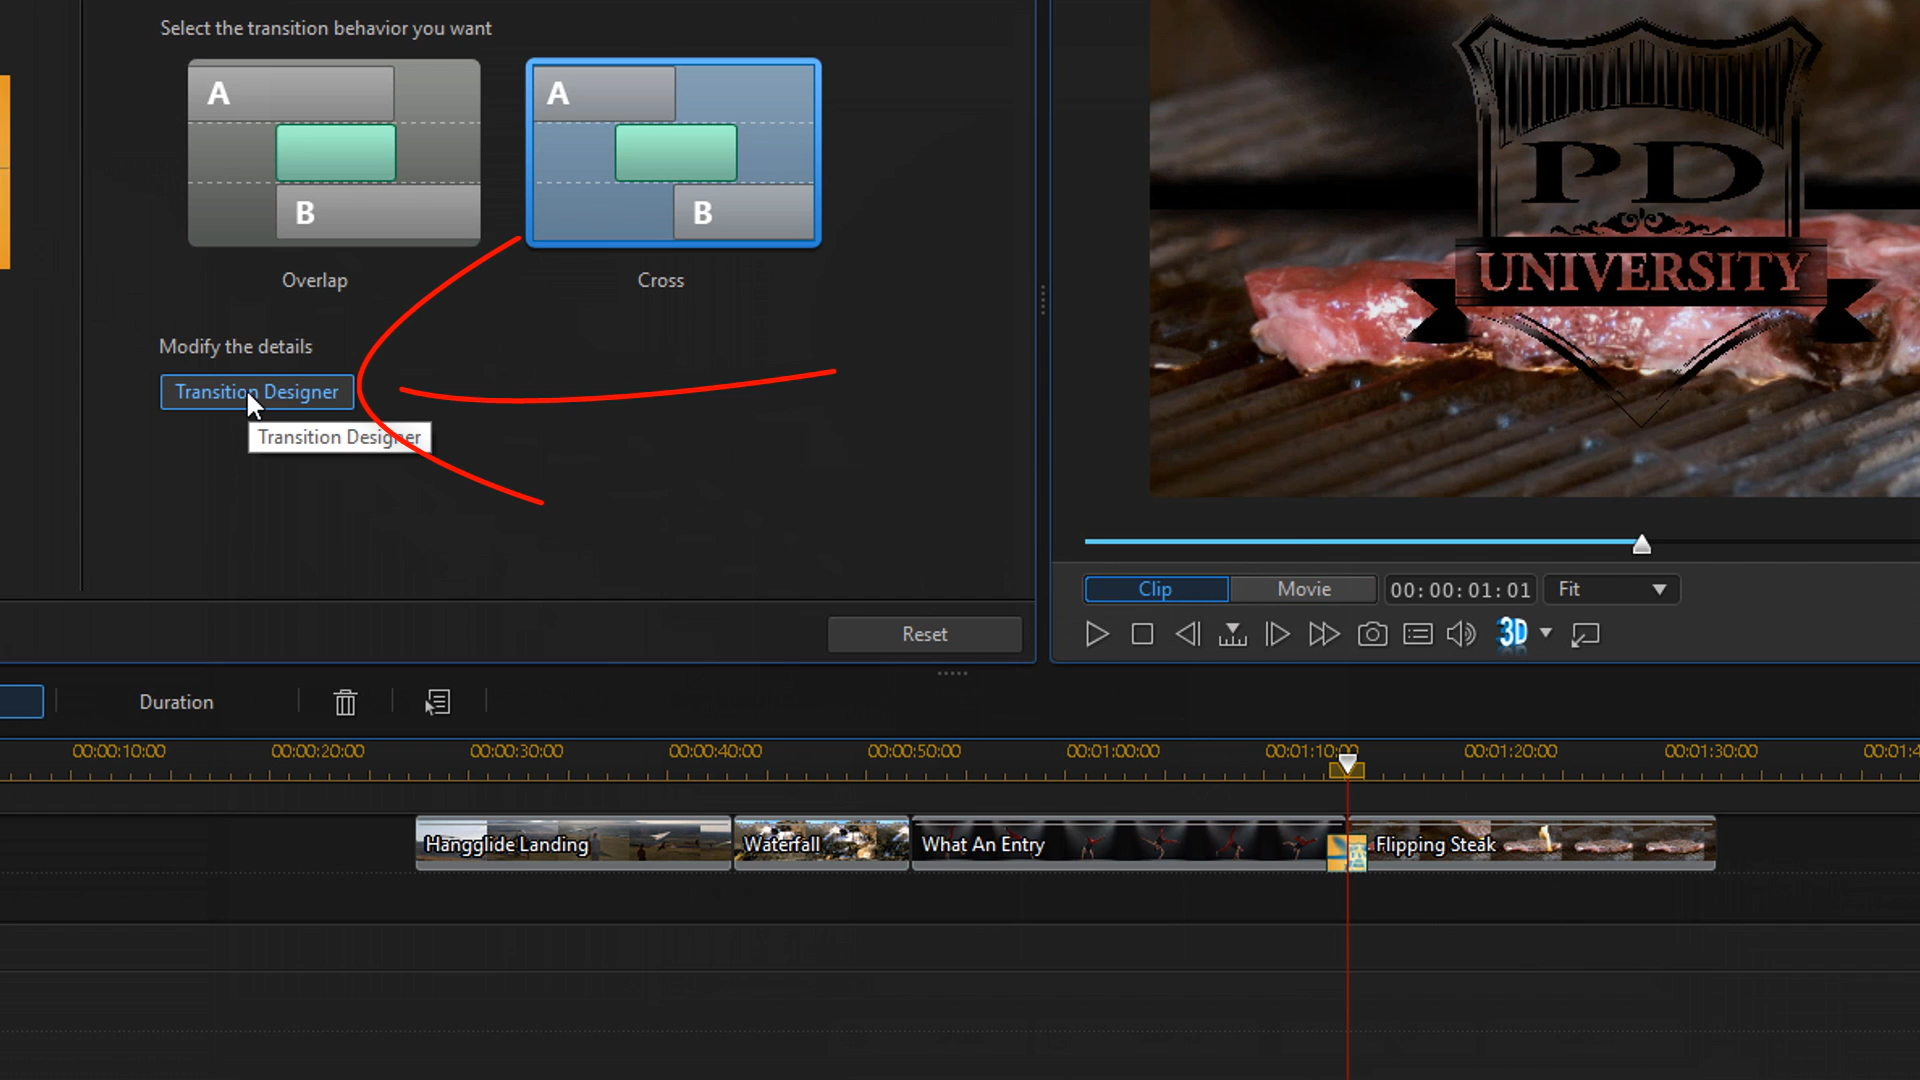 Select the transition behavior you want
A
B
Overlap
A
B
Cross
Modify the details
Transition Designer
Transition Designer
PD
UNIVERSITY
Clip
Movie
00:00:01:01
Fit
3D
Reset
Duration
00:00:10:00
00:00:20:00
00:00:30:00
00:00:40:00
00:00:50:00
00:01:00:00
00:01:10:00
00:01:20:00
00:01:30:00
00:01:4
Hangglide Landing
Waterfall
What An Entry
Flipping Steak